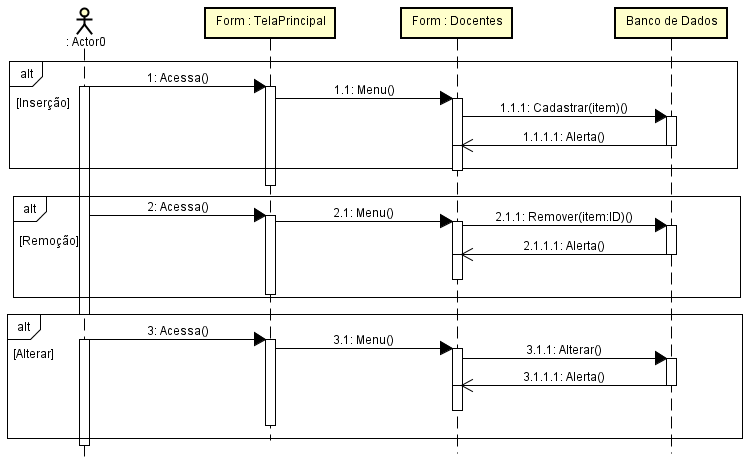 : Actor0
Form : TelaPrincipal
Form : Docentes
Banco de Dados
alt
[Inserção]
1: Acessa()
1.1: Menu()
1.1.1: Cadastrar(item)()
1.1.1.1: Alerta()
alt
[Remoção]
2: Acessa()
2.1: Menu()
2.1.1: Remover(item:ID)()
2.1.1.1: Alerta()
alt
[Alterar]
3: Acessa()
3.1: Menu()
3.1.1: Alterar()
3.1.1.1: Alerta()